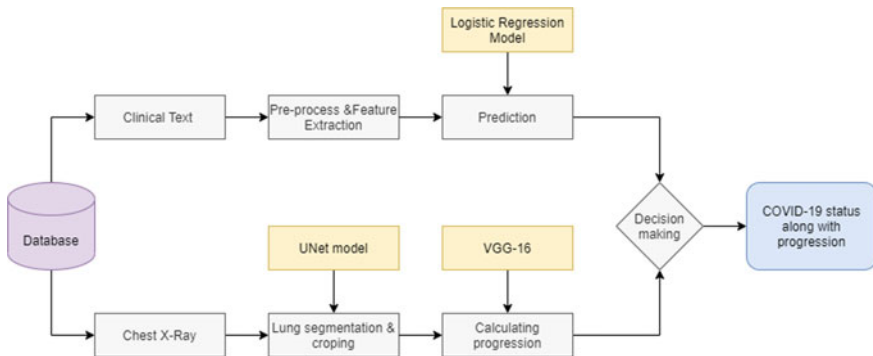 Logistic Regression
Model
Clinical Text
Pre-process &Feature
Extraction
Prediction
Database
UNet model
VGG-16
Decision
making
COVID-19 status
along with
progression
Chest X-Ray
Lung segmentation &
croping
Calculating
progression